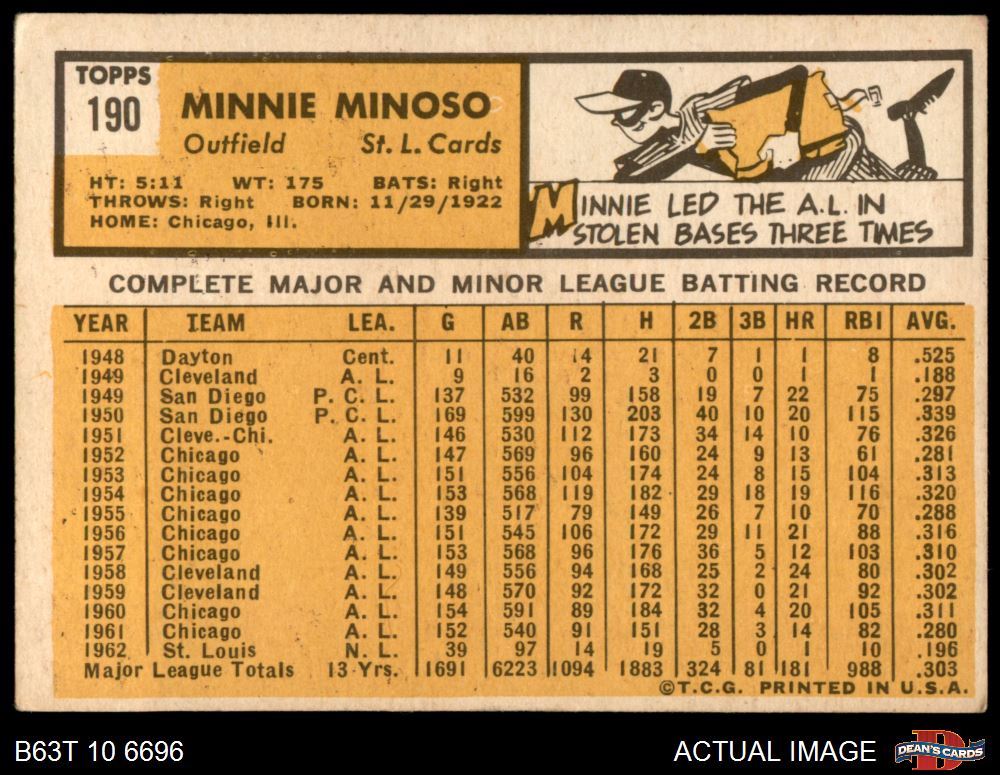 TOPPS
190
MINNIE MINOSO
Outfield St. L. Cards
HT: 5:11 WT: 175 BATS: Right
THROWS: Right BORN: 11/29/1922
HOME: Chicago, Ill.
MINNIE LED THE A.L. IN
STOLEN BASES THREE TIMES
COMPLETE MAJOR AND MINOR LEAGUE BATTING RECORD
YEAR TEAM LEA. G AB R H 2B 3B HR RBI AVG.
1948 Dayton Cent. 11 40 14 21 7 1 1 8 .525
1949 Cleveland A. L. 9 16 2 3 0 0 1 1 .188
1949 San Diego P. C. L. 137 532 99 158 19 7 22 75 .297
1950 San Diego P. C. L. 169 599 130 203 40 10 20 115 .339
1951 Cleve.-Chi. A. L. 146 530 112 173 34 14 10 76 .326
1952 Chicago A. L. 147 569 96 160 24 9 13 61 .281
1953 Chicago A. L. 151 556 104 174 24 8 15 104 .313
1954 Chicago A. L. 153 568 119 182 29 18 19 116 .320
1955 Chicago A. L. 139 517 79 149 26 7 10 70 .288
1956 Chicago A. L. 151 545 106 172 29 11 21 88 .316
1957 Chicago A. L. 153 568 96 176 36 5 12 103 .310
1958 Cleveland A. L. 149 556 94 168 25 2 24 80 .302
1959 Cleveland A. L. 148 570 92 172 32 0 21 92 .302
1960 Chicago A. L. 154 591 89 184 32 4 20 105 .311
1961 Chicago A. L. 152 540 91 151 28 3 14 82 .280
1962 St. Louis N. L. 39 97 14 19 5 0 1 10 .196
Major League Totals 13 Yrs. 1691 6223 1094 1883 324 81 181 988 .303
©T.C.G. PRINTED IN U.S.A.
B63T 10 6696 ACTUAL IMAGE DEAN'S CARDS